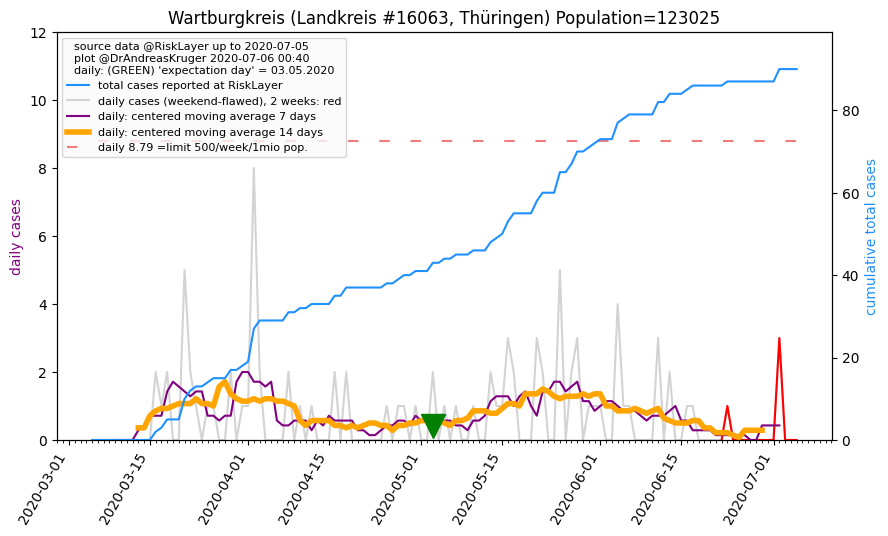 Wartburgkreis (Landkreis #16063, Thüringen) Population=123025
source data @RiskLayer up to 2020-07-05
plot @DrAndreasKruger 2020-07-06 00:40
daily: (GREEN) 'expectation day' = 03.05.2020
total cases reported at RiskLayer
daily cases (weekend-flawed), 2 weeks: red
daily: centered moving average 7 days
daily: centered moving average 14 days
daily 8.79 =limit 500/week/1mio pop.
daily cases
12
10
8
6
4
2
0
cumulative total cases
80
60
40
20
0
2020-03-01
2020-03-15
2020-04-01
2020-04-15
2020-05-01
2020-05-15
2020-06-01
2020-06-15
2020-07-01